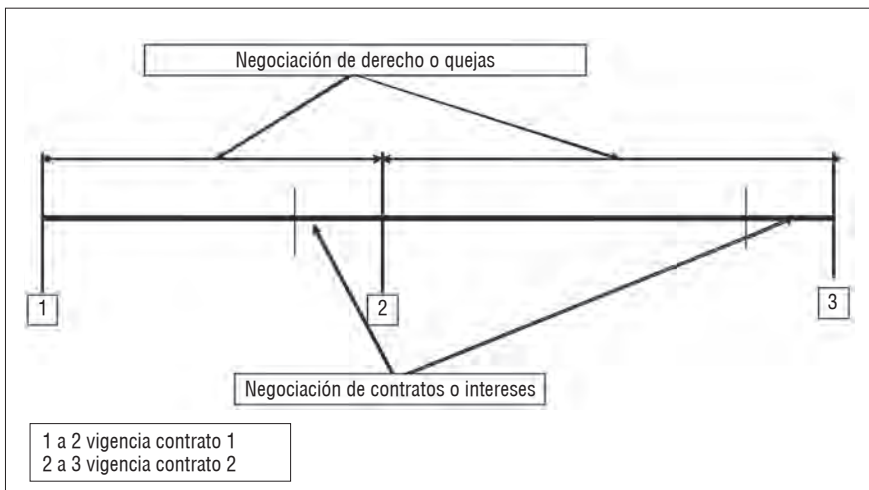 Negociación de derecho o quejas
1
2
3
Negociación de contratos o intereses
1 a 2 vigencia contrato 1
2 a 3 vigencia contrato 2